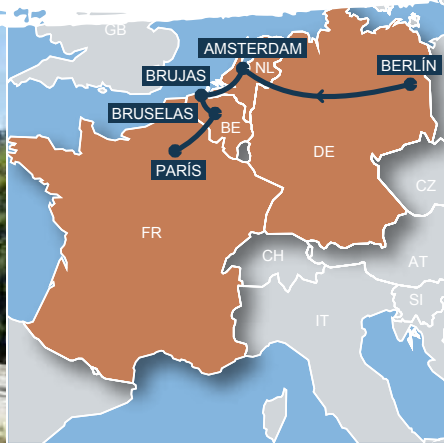 GB
AMSTERDAM
NL
BERLÍN
BRUJAS
BRUSELAS
BE
PARÍS
DE
CZ
FR
CH
AT
SI
IT